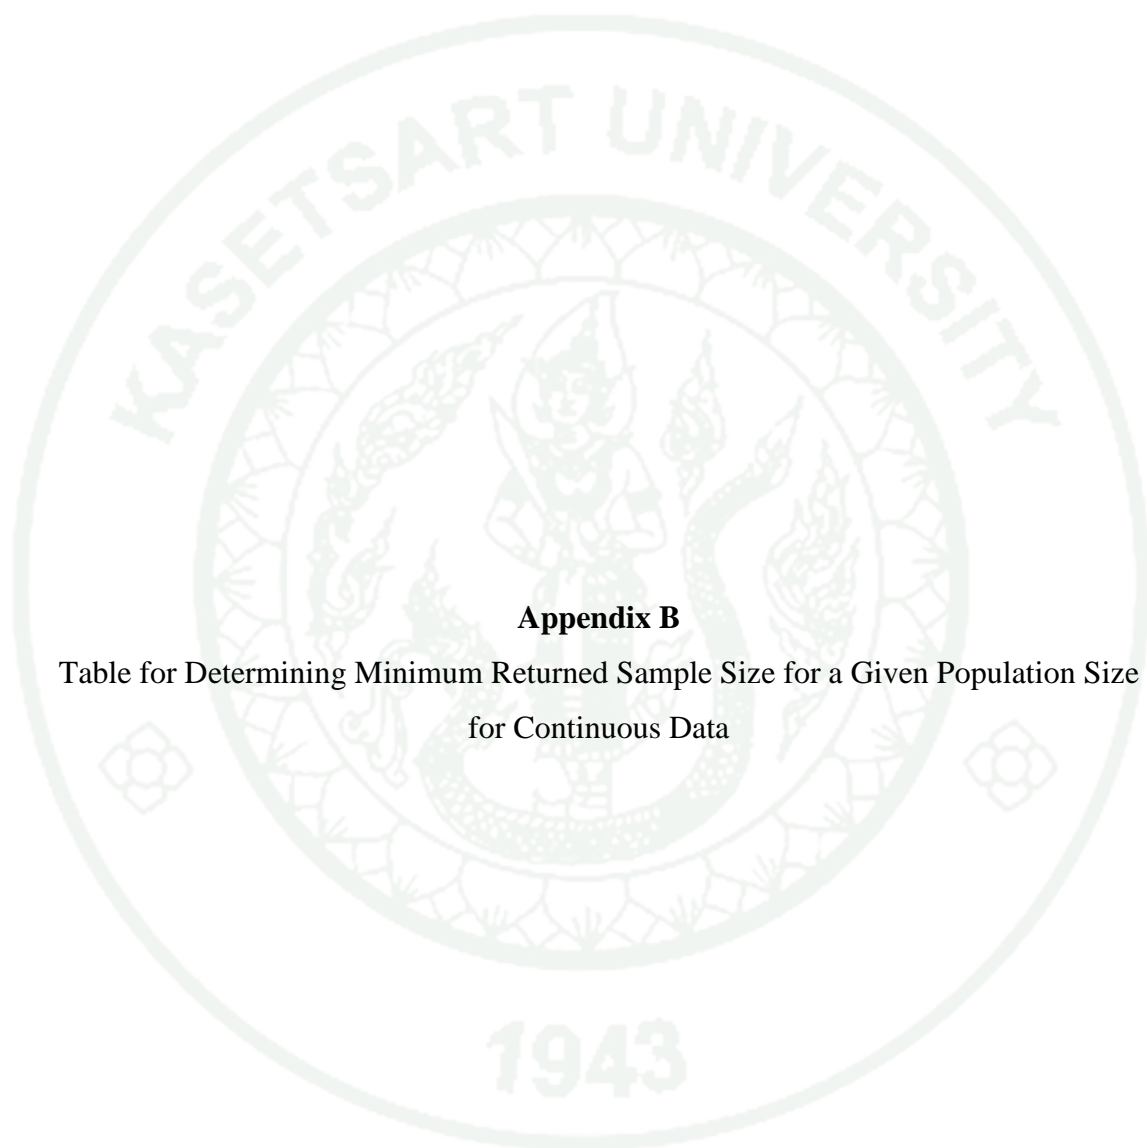 KASETSART UNIVERSITY
Appendix B
Table for Determining Minimum Returned Sample Size for a Given Population Size
for Continuous Data
1943